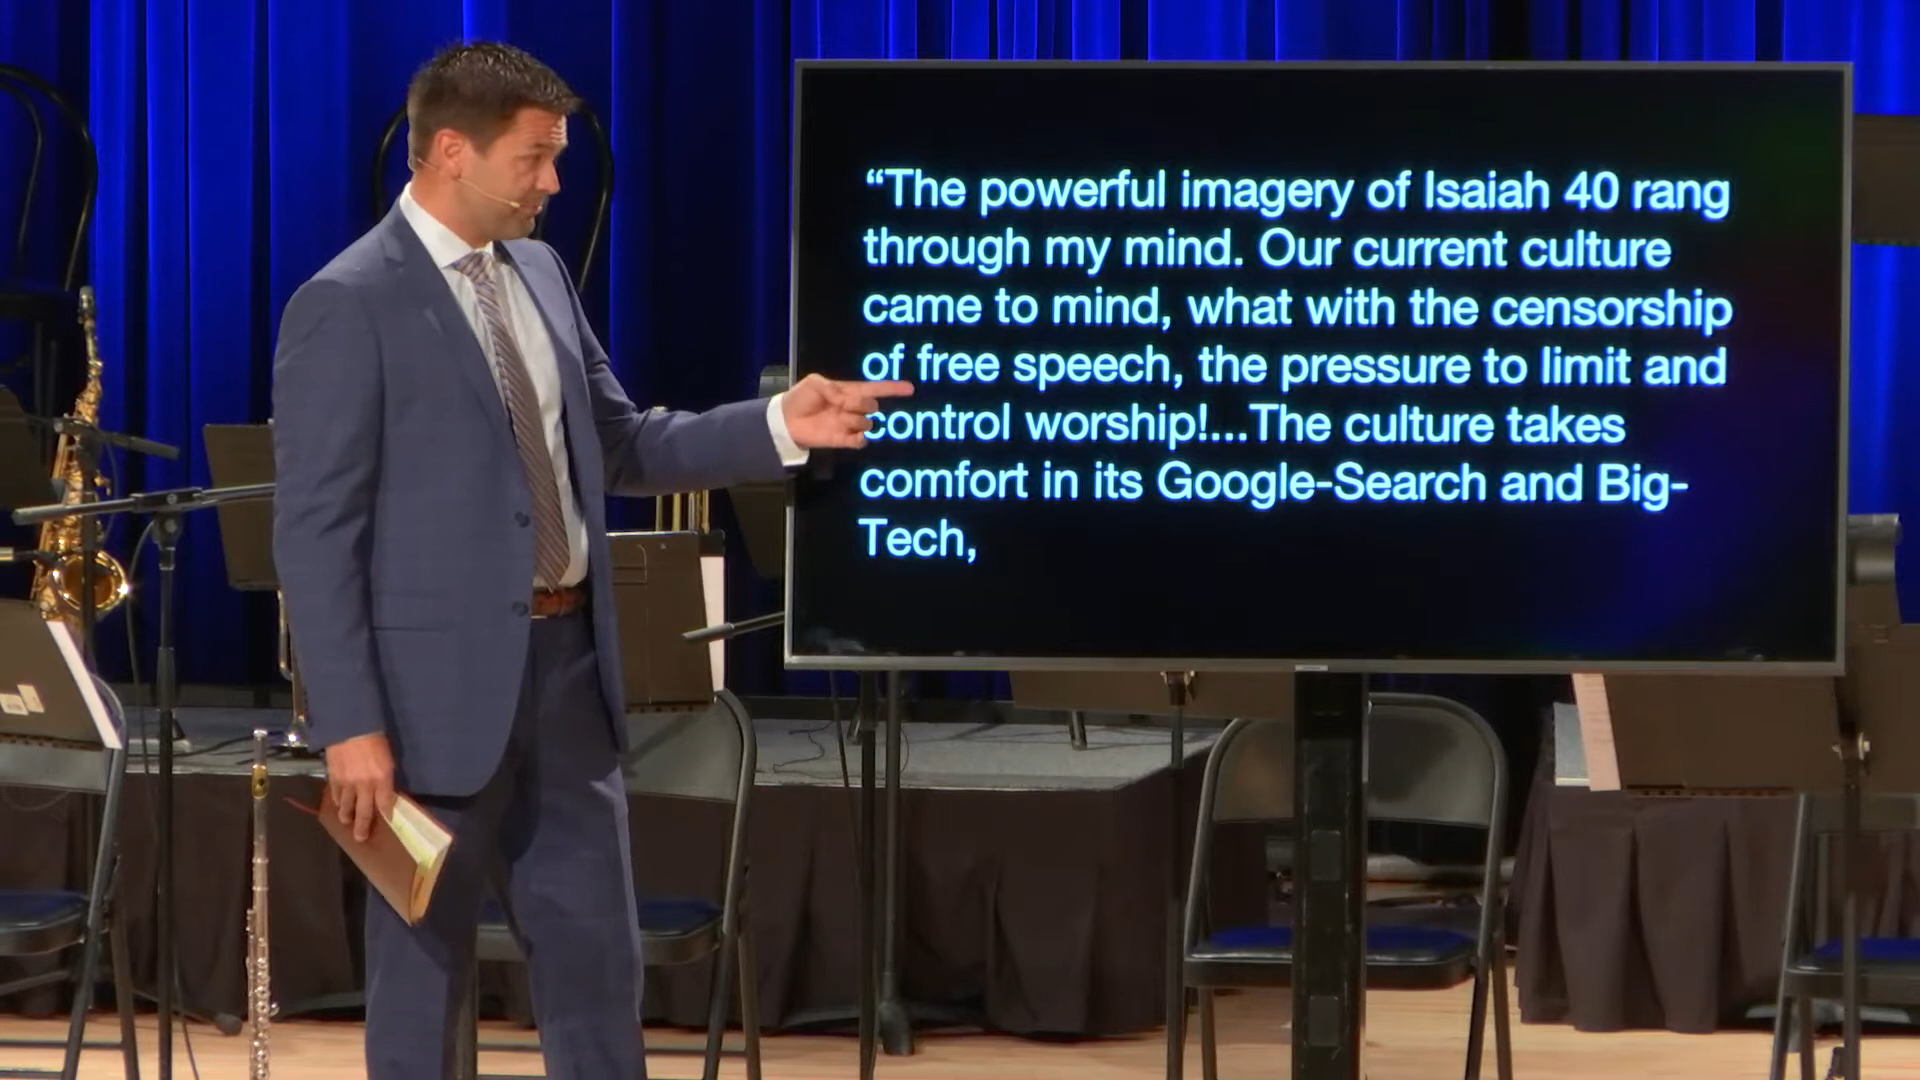 “The powerful imagery of Isaiah 40 rang
through my mind. Our current culture
came to mind, what with the censorship
of free speech, the pressure to limit and
control worship!...The culture takes
comfort in its Google-Search and Big-
Tech,